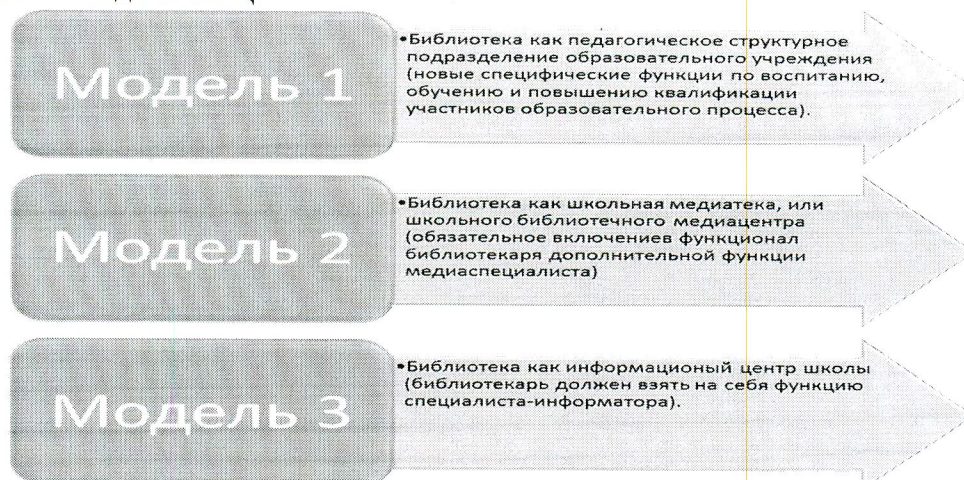 Модель 1
•Библиотека как педагогическое структурное
подразделение образовательного учреждения
(новые специфические функции по воспитанию,
обучению и повышению квалификации
участников образовательного процесса).
Модель 2
•Библиотека как школьная медиатека, или
школьного библиотечного медиацентра
(обязательное включениев функционал
библиотекаря дополнительной функции
медиаспециалиста)
Модель 3
•Библиотека как информационый центр школы
(библиотекарь должен взять на себя функцию
специалиста-информатора).